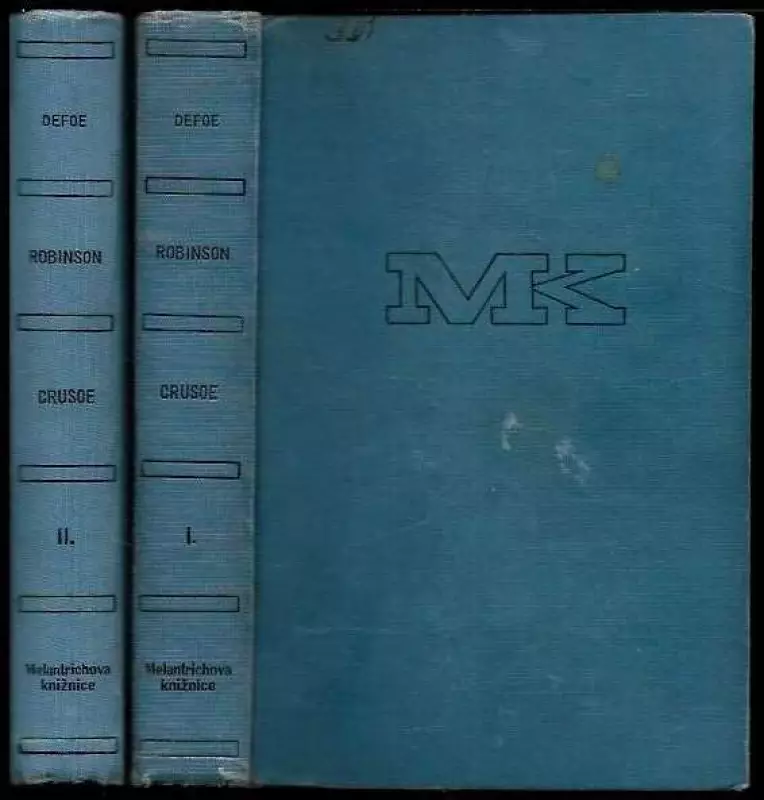 DEFOE
ROBINSON
CRUSOE
II.
Melantrichova
knižnice
DEFOE
ROBINSON
CRUSOE
I.
Melantrichova
knižnice
MK